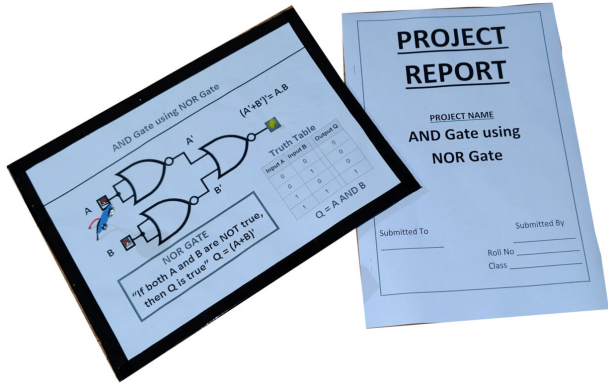 AND Gate using NOR Gate
(A'+B')'= A.B
A'
A
B'
B
Truth Table
Input A Input B Output Q
0 0 0
0 1 0
1 0 0
1 1 1
Q = A AND B
NOR GATE
"If both A and B are NOT true,
then Q is true" Q = (A+B)'
PROJECT
REPORT
PROJECT NAME
AND Gate using
NOR Gate
Submitted To
Submitted By
Roll No
Class